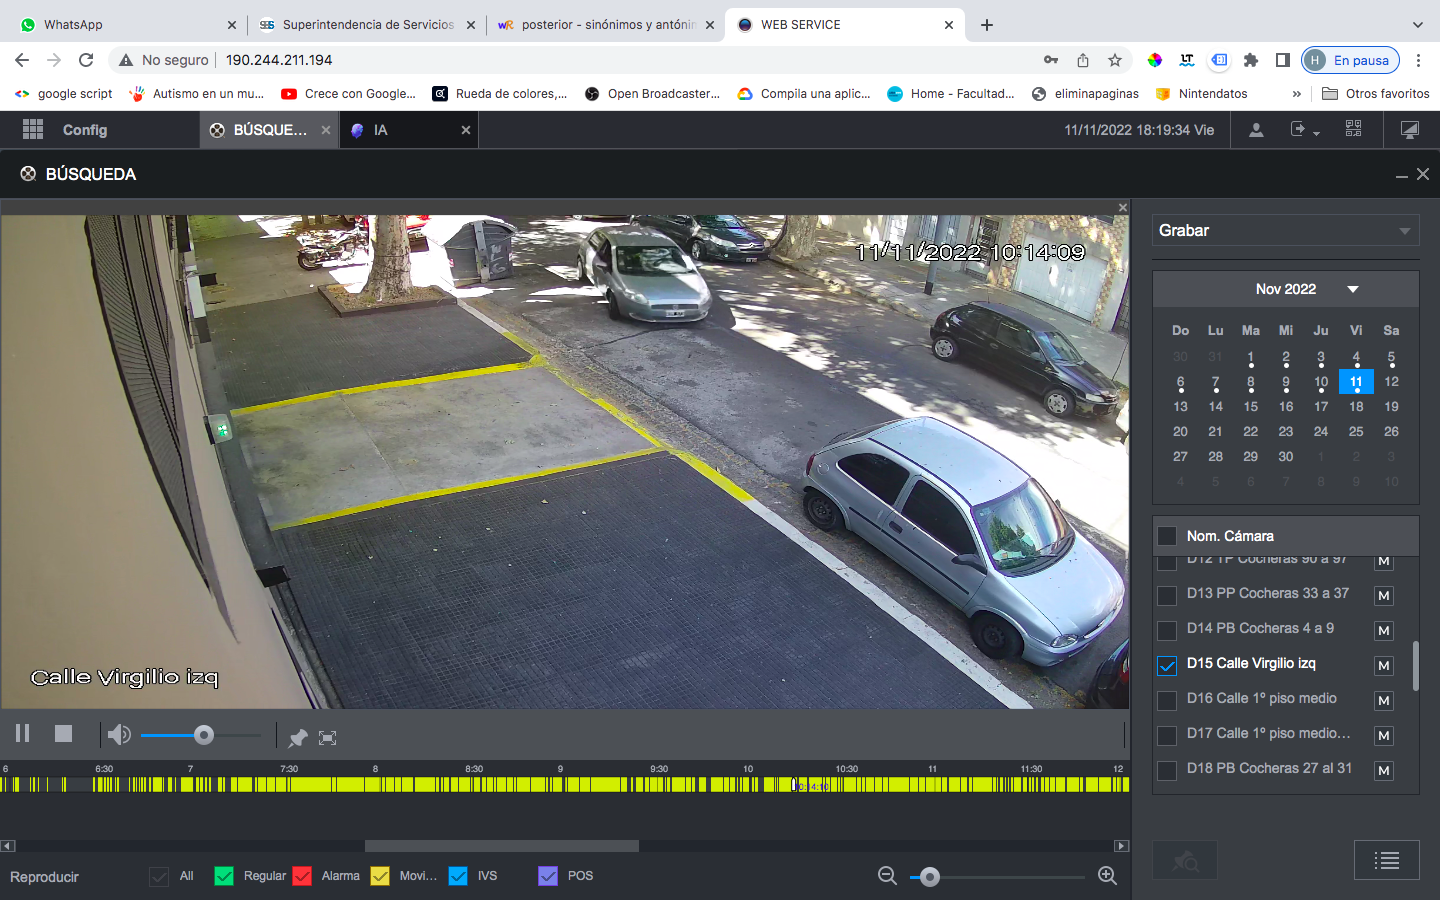 WhatsApp
Superintendencia de Servicios
posterior - sinónimos y antónin
WEB SERVICE
No seguro
190.244.211.194
En pausa
google script
Autismo en un mu...
Crece con Google...
Rueda de colores,...
Open Broadcaster...
Compila una aplic...
Home - Facultad...
eliminapaginas
Nintendatos
»
Otros favoritos
Config
BÚSQUE...
IA
11/11/2022 18:19:34 Vie
BÚSQUEDA
11/11/2022 10:14:09
Calle Virgilio izq
Grabar
Nov 2022
Do Lu Ma Mi Ju Vi Sa
30 31 1 2 3 4 5
6 7 8 9 10 11 12
13 14 15 16 17 18 19
20 21 22 23 24 25 26
27 28 29 30 1 2 3
4 5 6 7 8 9 10
Nom. Cámara
D12 TP Cocheras 90 a 97 M
D13 PP Cocheras 33 a 37 M
D14 PB Cocheras 4 a 9 M
D15 Calle Virgilio izq M
D16 Calle 1º piso medio M
D17 Calle 1º piso medio... M
D18 PB Cocheras 27 al 31 M
6 6:30 7 7:30 8 8:30 9 9:30 10 10:30 11 11:30 12
Reproducir
All
Regular
Alarma
Movi...
IVS
POS